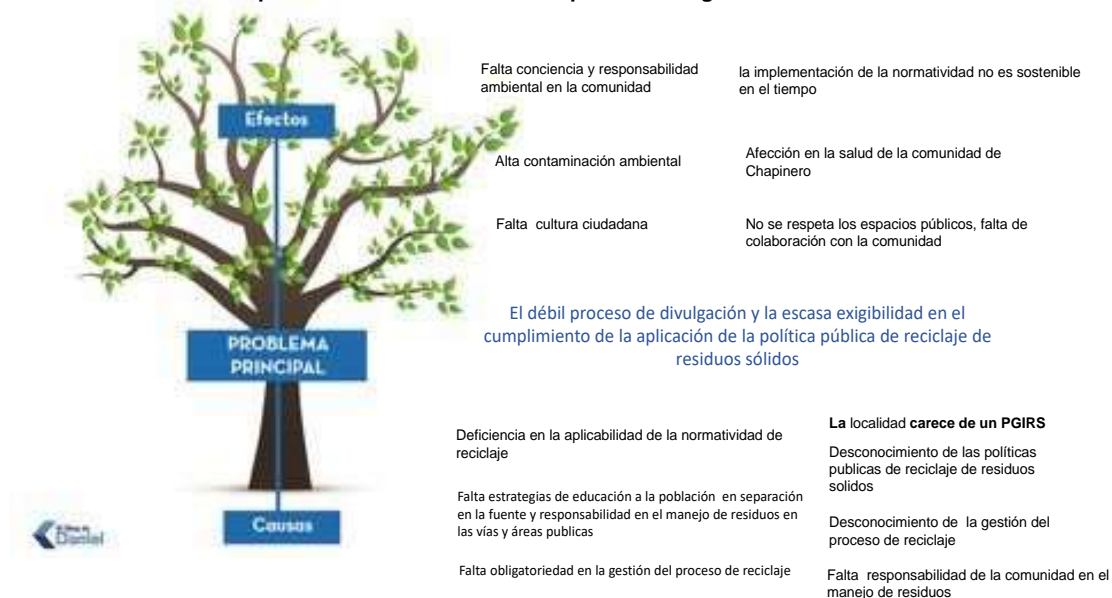 Efectos
Falta conciencia y responsabilidad
ambiental en la comunidad
la implementación de la normatividad no es sostenible
en el tiempo
Alta contaminación ambiental
Afección en la salud de la comunidad de
Chapinero
Falta cultura ciudadana
No se respeta los espacios públicos, falta de
colaboración con la comunidad
PROBLEMA
PRINCIPAL
El débil proceso de divulgación y la escasa exigibilidad en el
cumplimiento de la aplicación de la política pública de reciclaje de
residuos sólidos
Causas
Deficiencia en la aplicabilidad de la normatividad de
reciclaje
Falta estrategias de educación a la población en separación
en la fuente y responsabilidad en el manejo de residuos en
las vías y áreas publicas
Falta obligatoriedad en la gestión del proceso de reciclaje
La localidad carece de un PGIRS
Desconocimiento de las políticas
publicas de reciclaje de residuos
solidos
Desconocimiento de la gestión del
proceso de reciclaje
Falta responsabilidad de la comunidad en el
manejo de residuos
Daniel